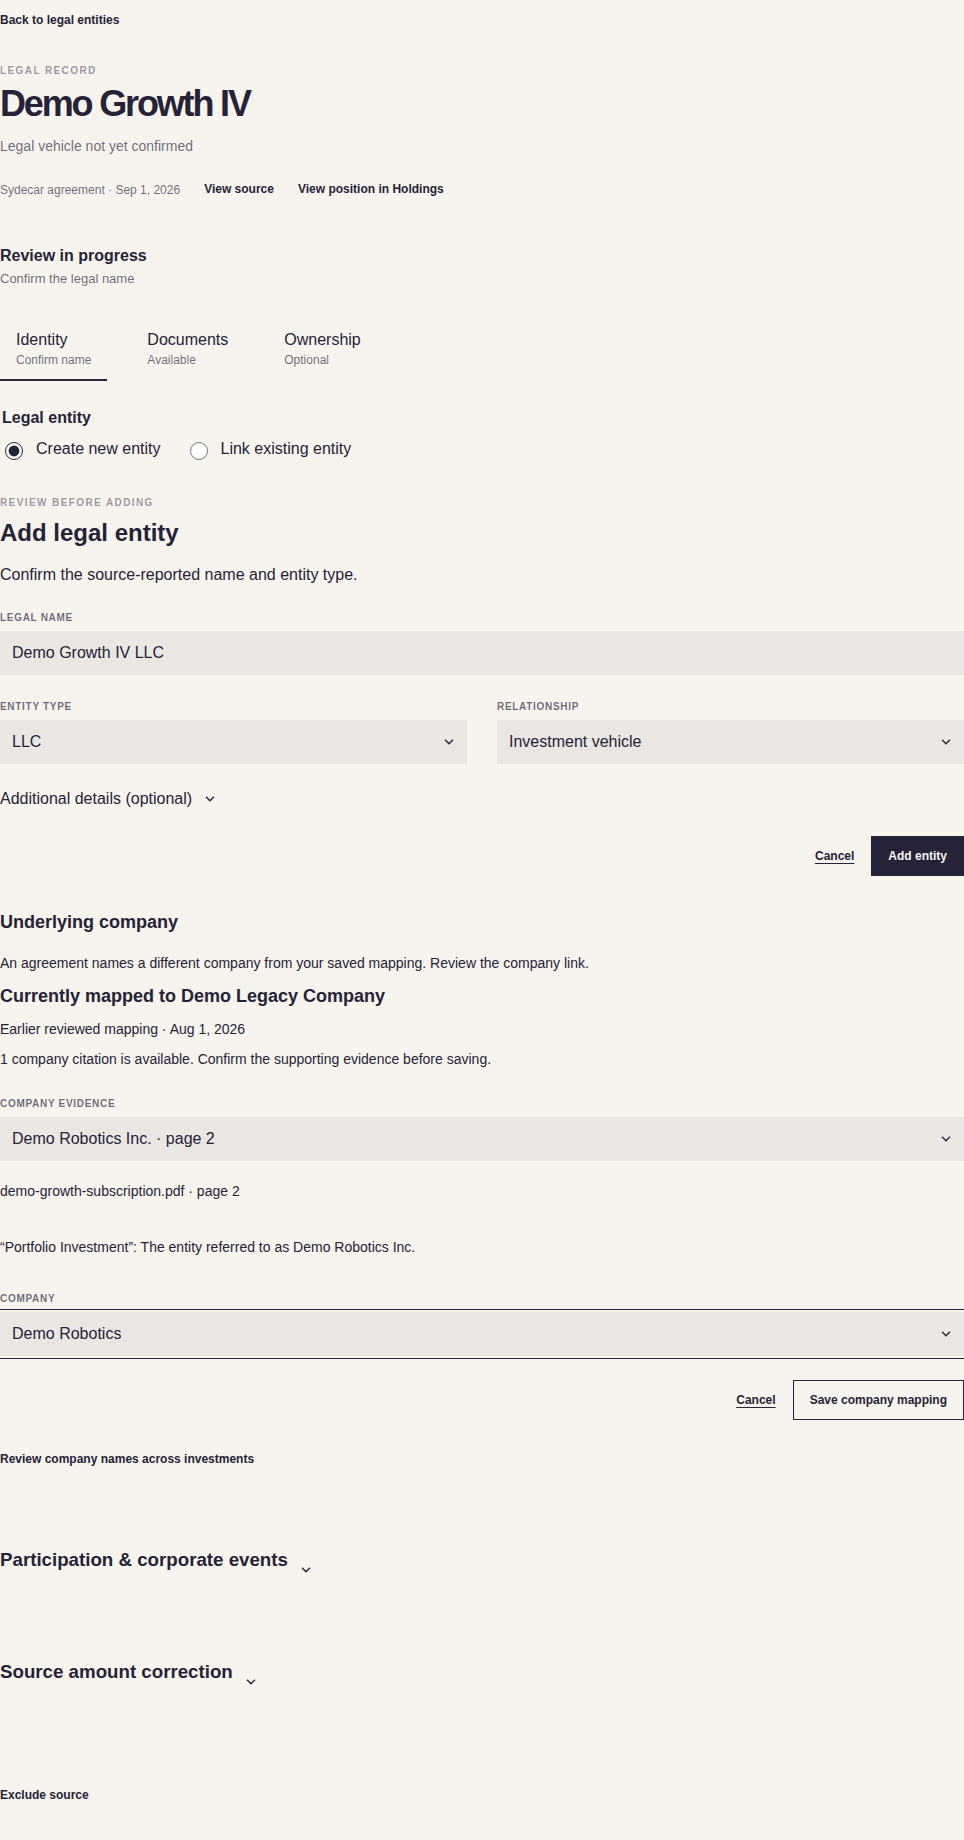 Back to legal entities
LEGAL RECORD
Demo Growth IV
Legal vehicle not yet confirmed
Sydecar agreement · Sep 1, 2026 View source View position in Holdings
Review in progress
Confirm the legal name
Identity Documents Ownership
Confirm name Available Optional
Legal entity
Create new entity Link existing entity
REVIEW BEFORE ADDING
Add legal entity
Confirm the source-reported name and entity type.
LEGAL NAME
Demo Growth IV LLC
ENTITY TYPE RELATIONSHIP
LLC Investment vehicle
Additional details (optional)
Cancel Add entity
Underlying company
An agreement names a different company from your saved mapping. Review the company link.
Currently mapped to Demo Legacy Company
Earlier reviewed mapping · Aug 1, 2026
1 company citation is available. Confirm the supporting evidence before saving.
COMPANY EVIDENCE
Demo Robotics Inc. · page 2
demo-growth-subscription.pdf · page 2
“Portfolio Investment”: The entity referred to as Demo Robotics Inc.
COMPANY
Demo Robotics
Cancel Save company mapping
Review company names across investments
Participation & corporate events
Source amount correction
Exclude source